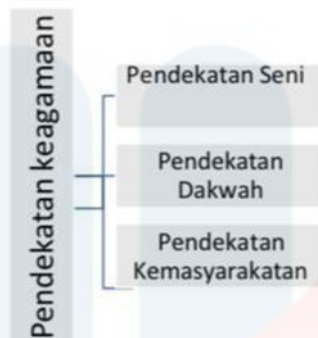 Pendekatan keagamaan
Pendekatan Seni
Pendekatan
Dakwah
Pendekatan
Kemasyarakatan